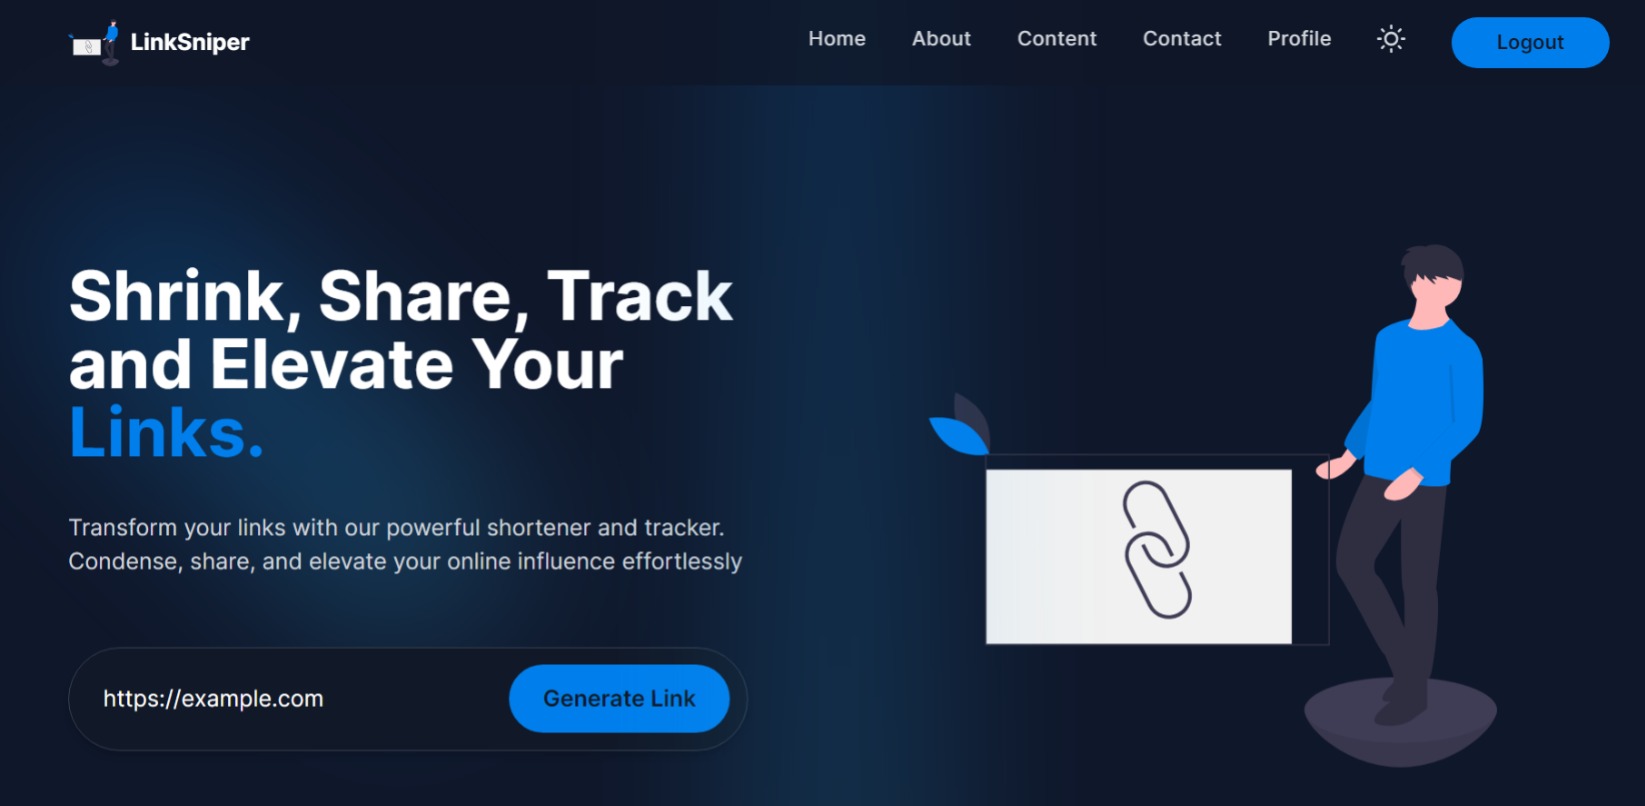 LinkSniper
Home
About
Content
Contact
Profile
Logout
Shrink, Share, Track
and Elevate Your
Links.
Transform your links with our powerful shortener and tracker.
Condense, share, and elevate your online influence effortlessly
https://example.com
Generate Link